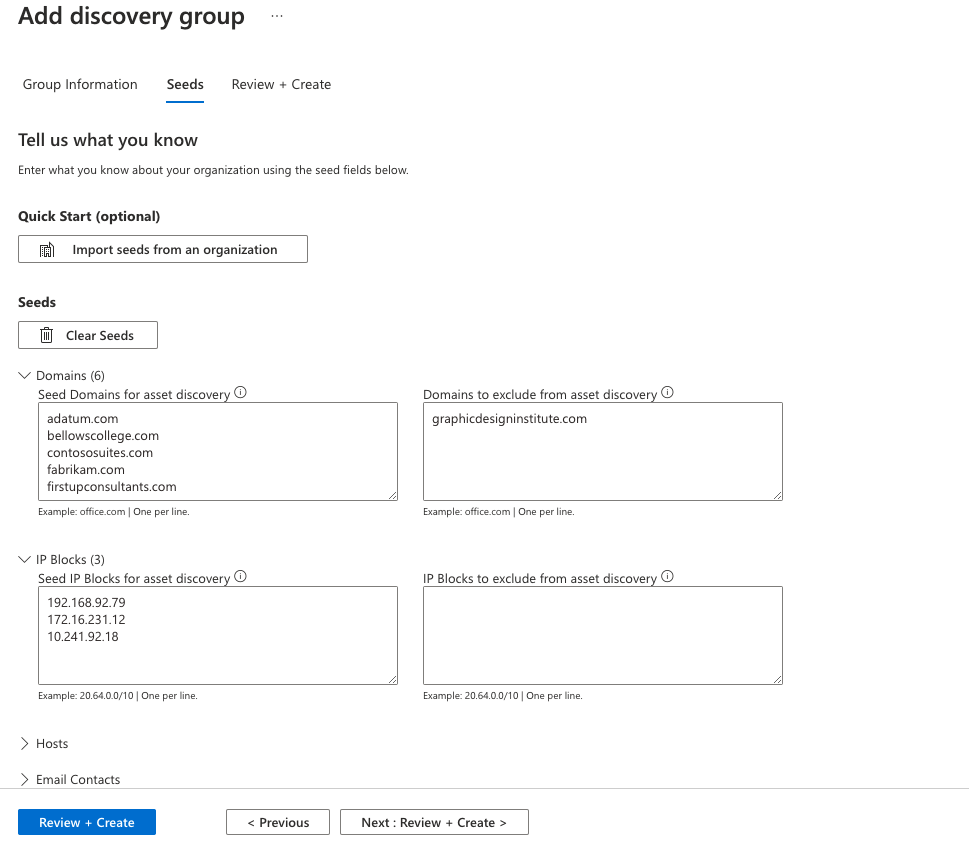 Add discovery group ...
Group Information Seeds Review + Create
Tell us what you know
Enter what you know about your organization using the seed fields below.
Quick Start (optional)
Import seeds from an organization
Seeds
Clear Seeds
Domains (6)
Seed Domains for asset discovery
adatum.com
bellowscollege.com
contososuites.com
fabrikam.com
firstupconsultants.com
Example: office.com | One per line.
Domains to exclude from asset discovery
graphicdesigninstitute.com
Example: office.com | One per line.
IP Blocks (3)
Seed IP Blocks for asset discovery
192.168.92.79
172.16.231.12
10.241.92.18
Example: 20.64.0.0/10 | One per line.
IP Blocks to exclude from asset discovery
Example: 20.64.0.0/10 | One per line.
Hosts
Email Contacts
Review + Create < Previous Next : Review + Create >